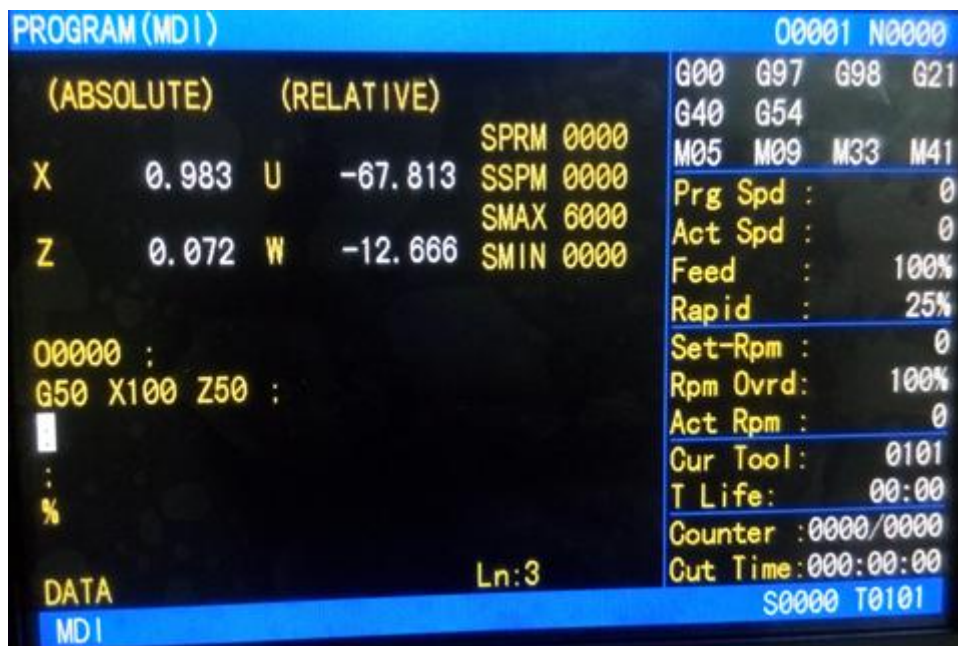 PROGRAM(MDI) O0001 N0000
(ABSOLUTE) (RELATIVE)
SPRM 0000
X 0.983 U -67.813 SSPM 0000
SMAX 6000
Z 0.072 W -12.666 SMIN 0000
O0000 ;
G50 X100 Z50 ;
;
;
%
DATA Ln:3
MDI
G00 G97 G98 G21
G40 G54
M05 M09 M33 M41
Prg Spd : 0
Act Spd : 0
Feed : 100%
Rapid : 25%
Set-Rpm : 0
Rpm Ovrd: 100%
Act Rpm : 0
Cur Tool: 0101
T Life: 00:00
Counter :0000/0000
Cut Time:000:00:00
S0000 T0101